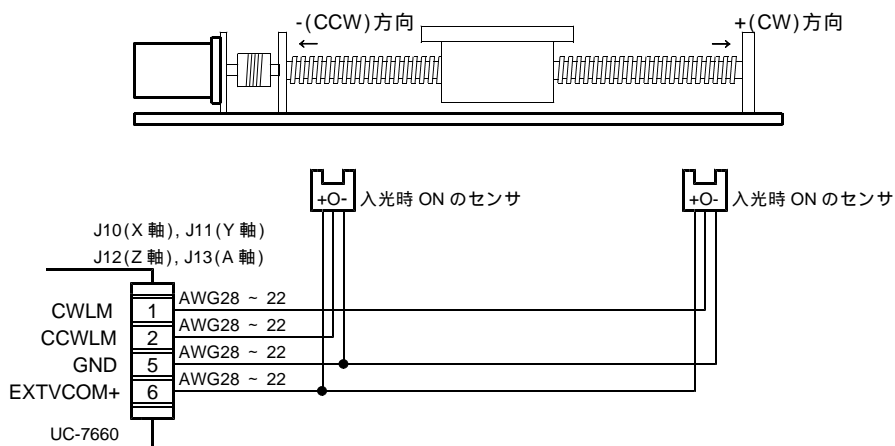 -(CCW)方向
+(CW)方向
← →
+O- 入光時 ON のセンサ
+O- 入光時 ON のセンサ
J10(X 軸), J11(Y 軸)
J12(Z 軸), J13(A 軸)
CWLM 1 AWG28 ~ 22
CCWLM 2 AWG28 ~ 22
GND 5 AWG28 ~ 22
EXTVCOM+ 6 AWG28 ~ 22
UC-7660